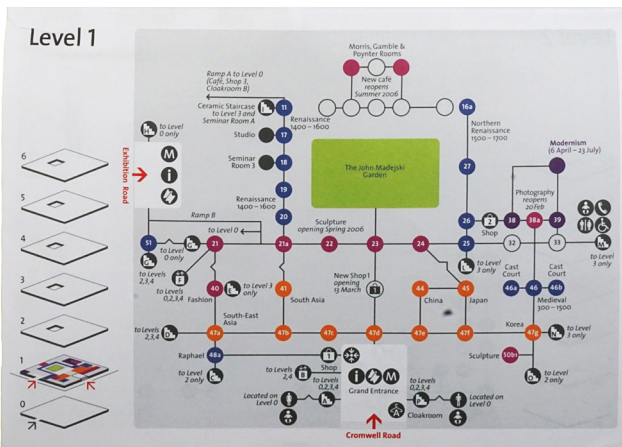 Level 1
Morris, Gamble &
Poynter Rooms
New café
reopens
Summer 2006
Ramp A to Level 0
(Café, Shop 3,
Cloakroom B)
Ceramic Staircase
to Level 3 and
Seminar Room A
11
Renaissance
1400–1600
16a
Studio
17
Northern
Renaissance
1500–1700
H
to Level
0 only
Exhibition Road
M
i
Seminar
Room 3
18
The John Madejski
Garden
27
Modernism
(6 April – 23 July)
19
Photography
reopens
20 Feb
Renaissance
1400–1600
20
Ramp B
Sculpture
opening Spring 2006
26
2
Shop
38
38a
39
to Level 0
51
21
21a
22
23
24
25
32
33
M
to Level
3 only
G
to Level
0 only
to Levels
2,3,4
F
to Levels
0,2,3,4
L
to Level
3 only
Cast
Court
Cast
Court
40
Fashion
E
to Level 3
only
41
South Asia
New Shop 1
opening
13 March
1
44
China
45
Japan
46a
46
46b
Medieval
300–1500
South-East
Asia
Korea
to Levels
2,3,4
D
47a
47b
47c
47d
47e
47f
47g
N
to Level
3 only
Raphael
48a
1
Shop
Sculpture
50b1
to Level
2 only
C
to Levels
2,4
B
i
M
Grand Entrance
to Levels
0,2,3,4
A
to Levels
0,2,3,4
P
to Level
2 only
Located on
Level 0
Cloakroom
Located on
Level 0
Cromwell Road
6
5
4
3
2
1
0